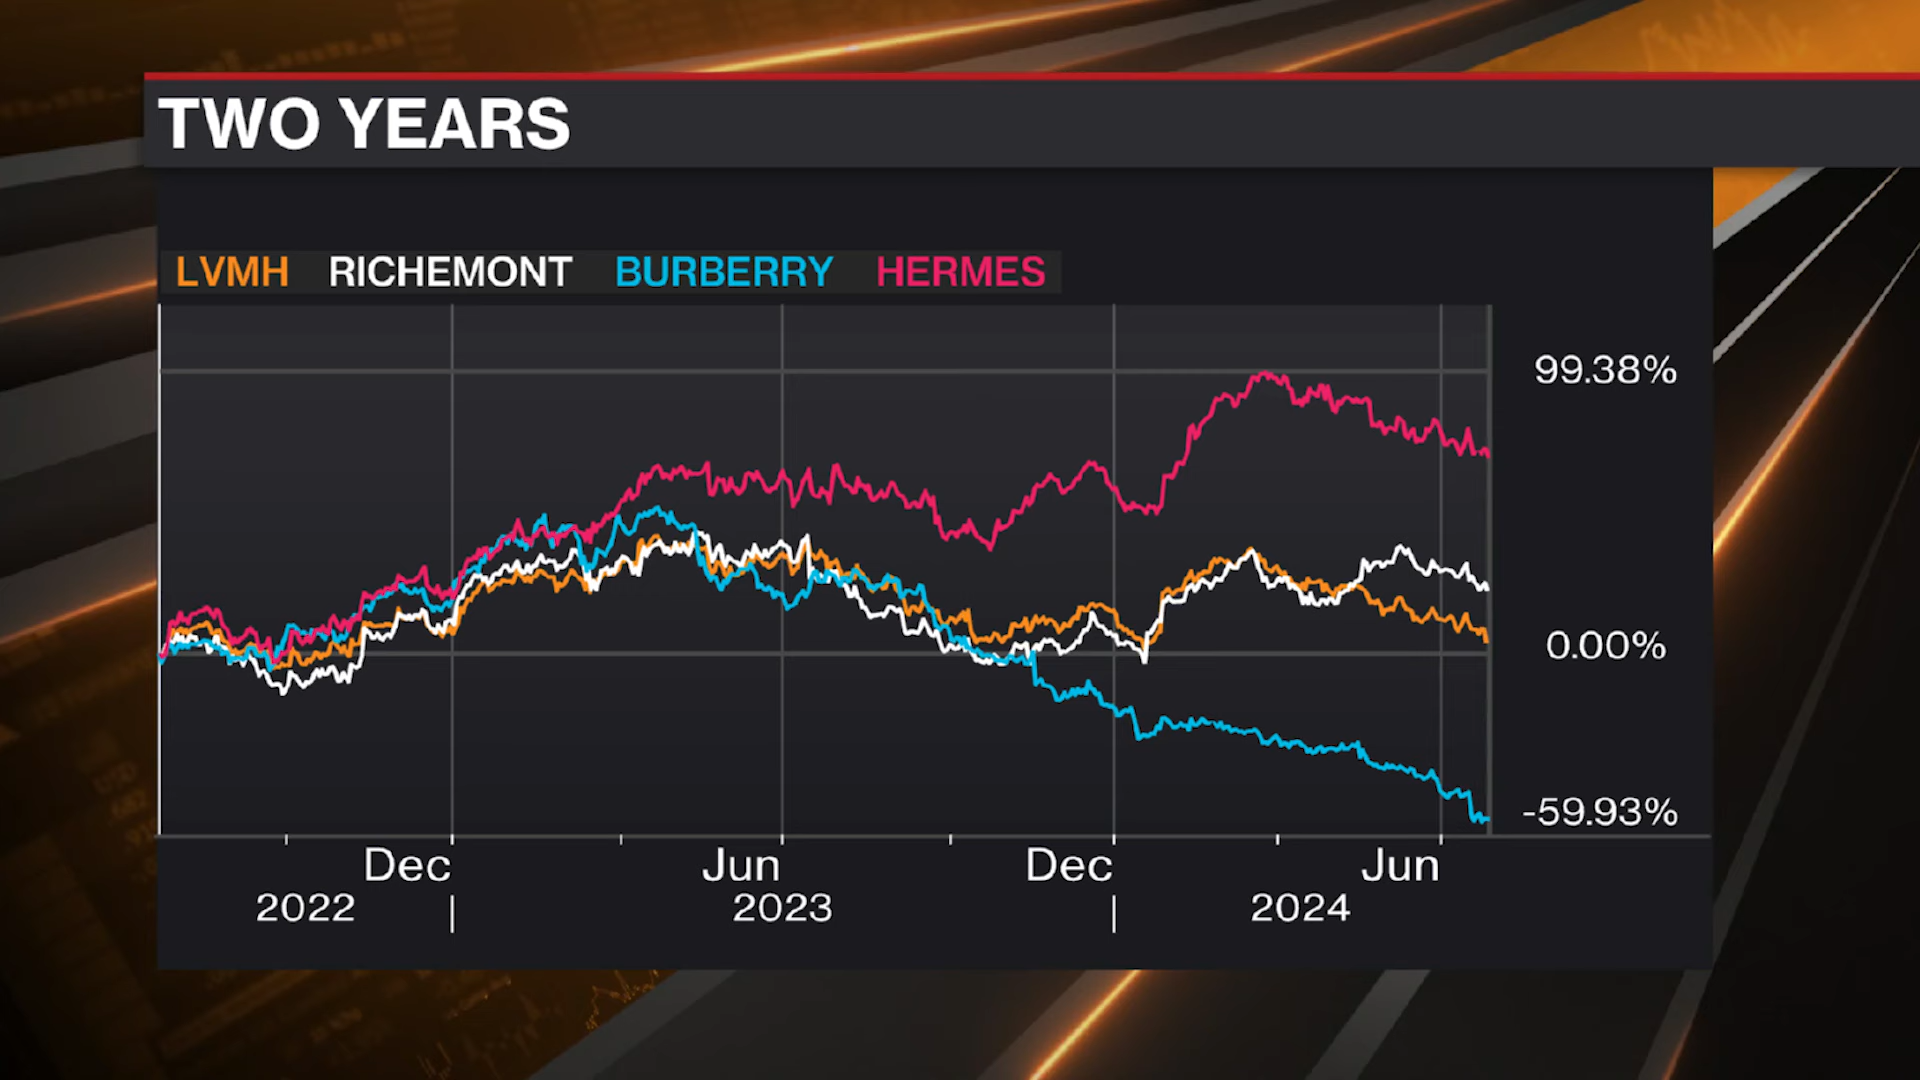 TWO YEARS
LVMH RICHEMONT BURBERRY HERMES
99.38%
0.00%
-59.93%
Dec Jun Dec Jun
2022 2023 2024